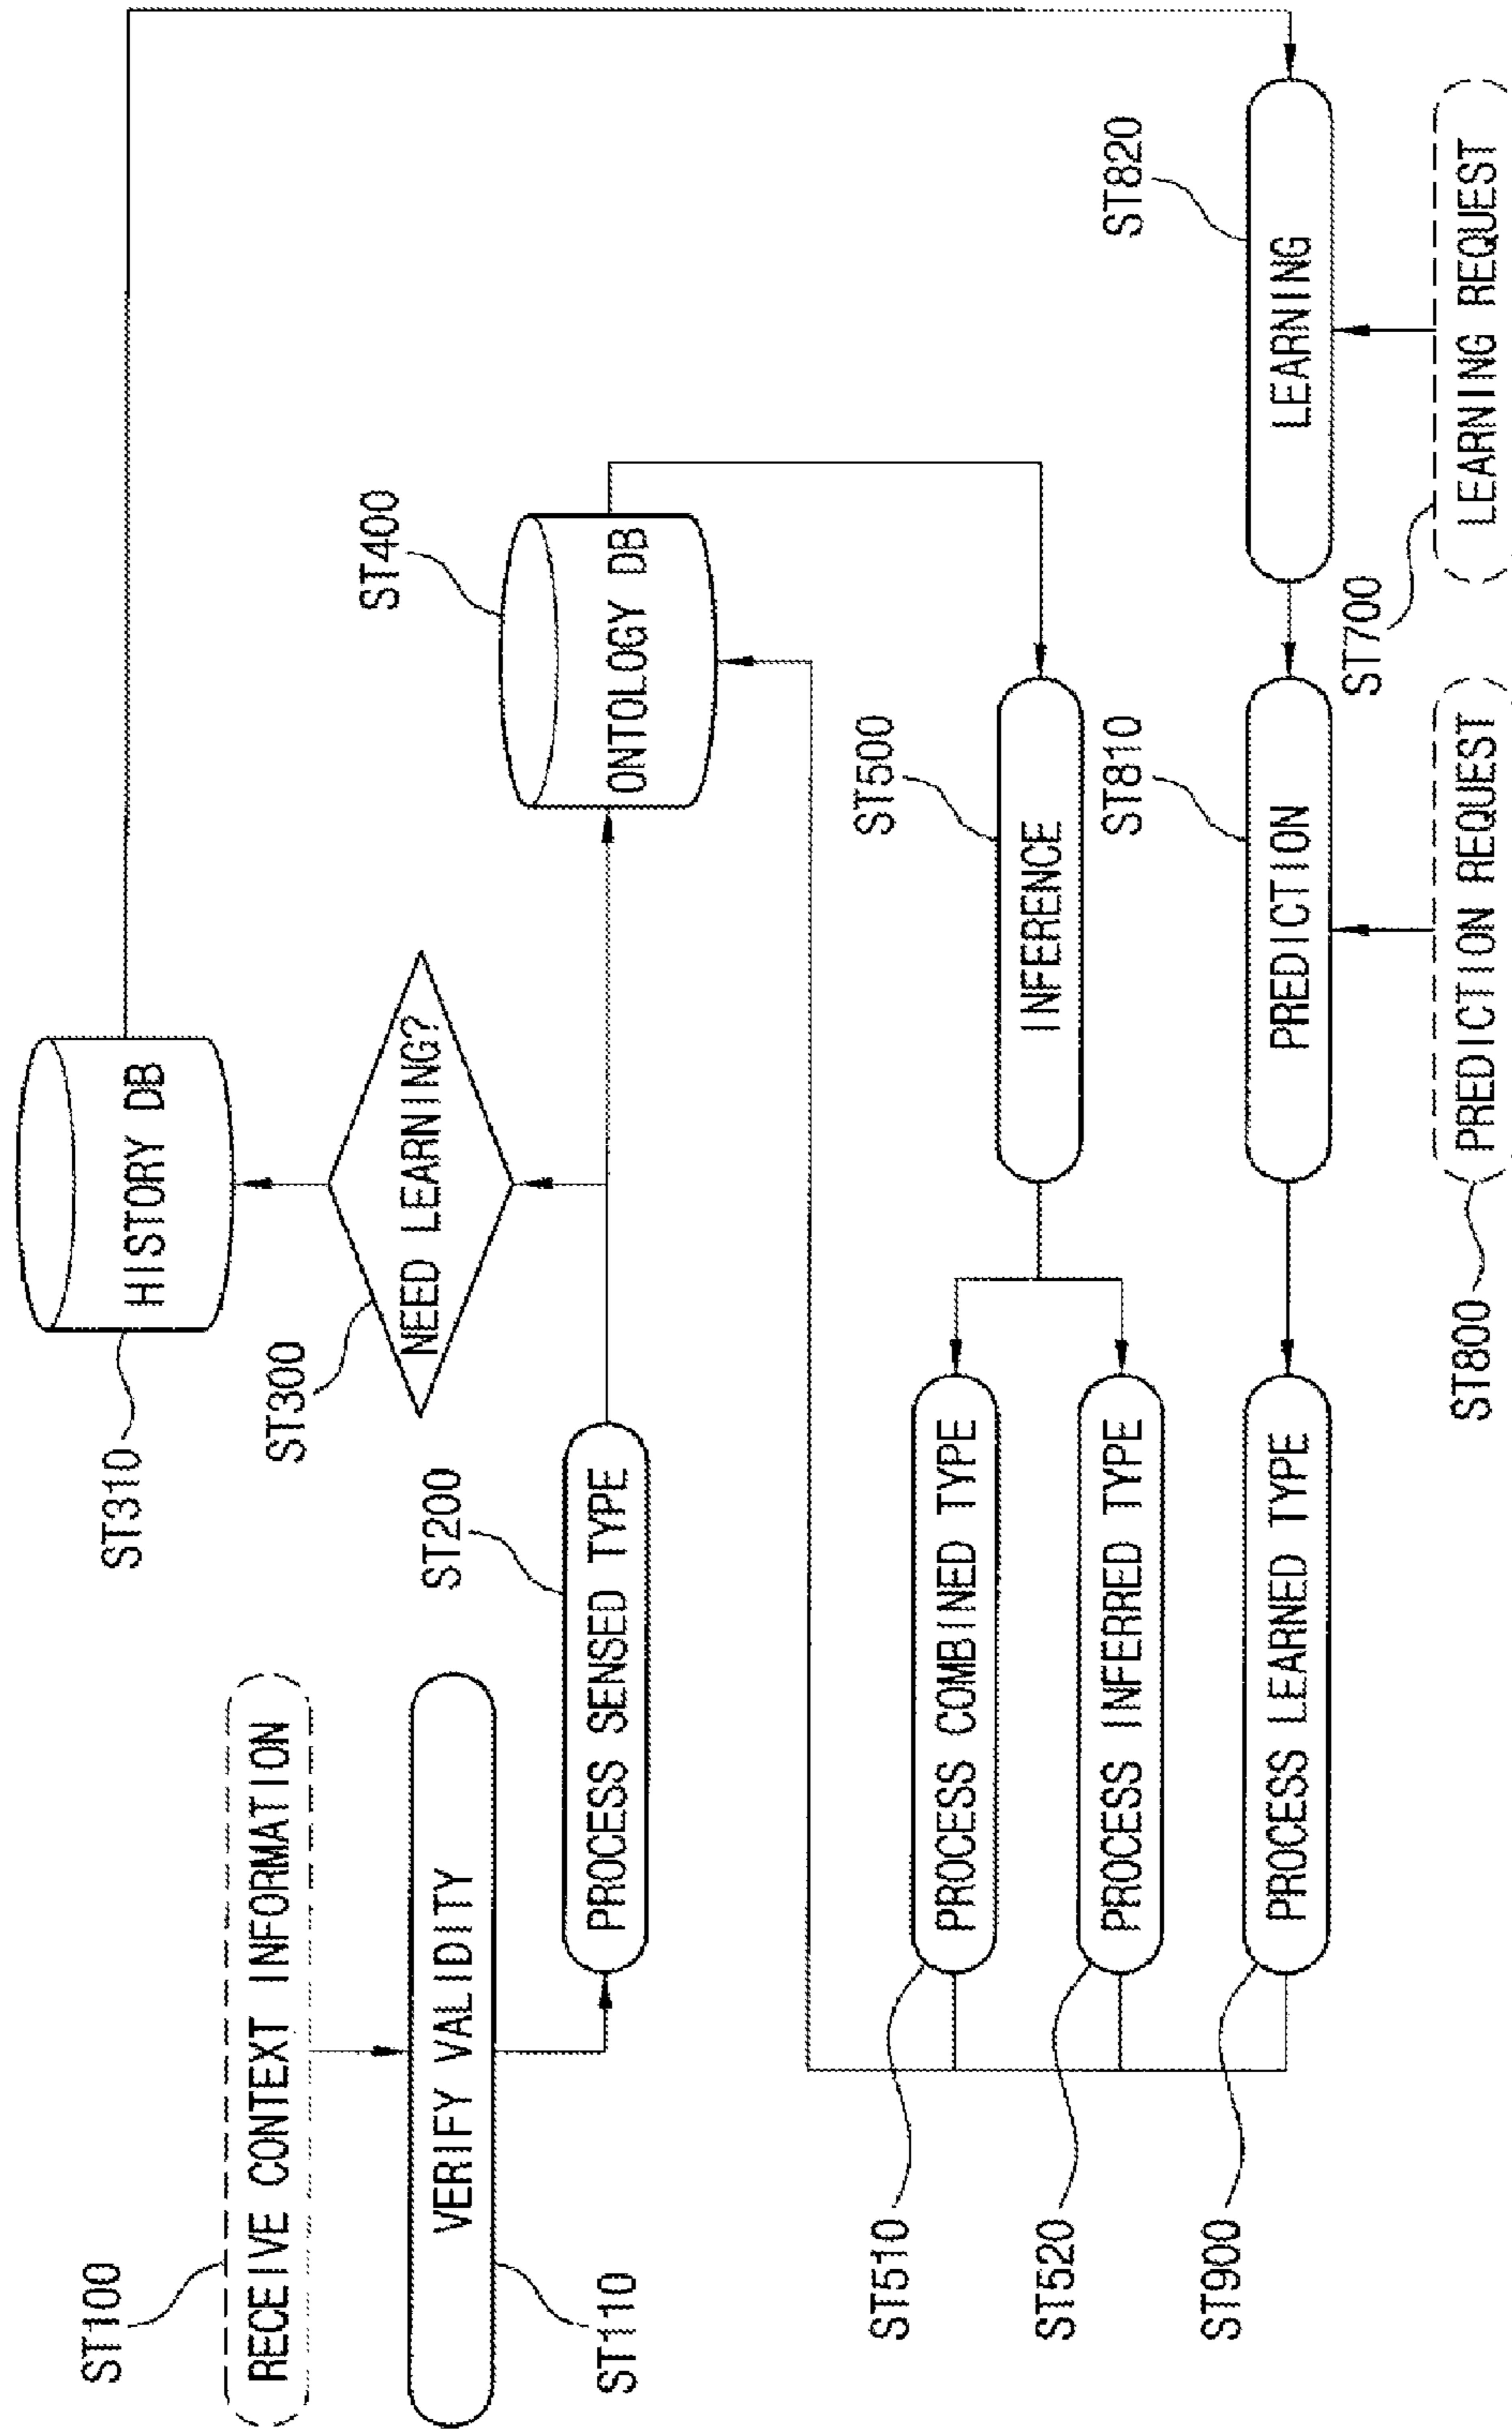 ST100
RECEIVE CONTEXT INFORMATION
VERIFY VALIDITY
ST110
ST200
PROCESS SENSED TYPE
ST300
NEED LEARNING?
ST310
HISTORY DB
ST400
ONTOLOGY DB
ST500
INFERENCE
ST510
PROCESS COMBINED TYPE
ST520
PROCESS INFERRED TYPE
ST900
PROCESS LEARNED TYPE
ST810
PREDICTION
ST820
LEARNING
ST800
PREDICTION REQUEST
ST700
LEARNING REQUEST